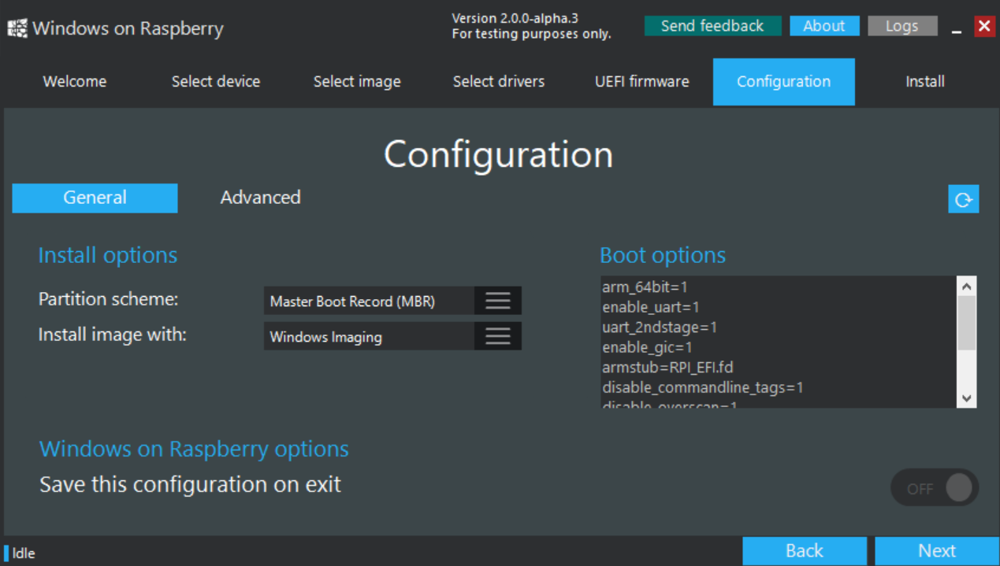 Windows on Raspberry
Version 2.0.0-alpha.3
For testing purposes only.
Send feedback
About
Logs
Welcome
Select device
Select image
Select drivers
UEFI firmware
Configuration
Install
Configuration
General
Advanced
Install options
Partition scheme:
Master Boot Record (MBR)
Install image with:
Windows Imaging
Boot options
arm_64bit=1
enable_uart=1
uart_2ndstage=1
enable_gic=1
armstub=RPI_EFI.fd
disable_commandline_tags=1
disable_overscan=1
Windows on Raspberry options
Save this configuration on exit
OFF
Idle
Back
Next